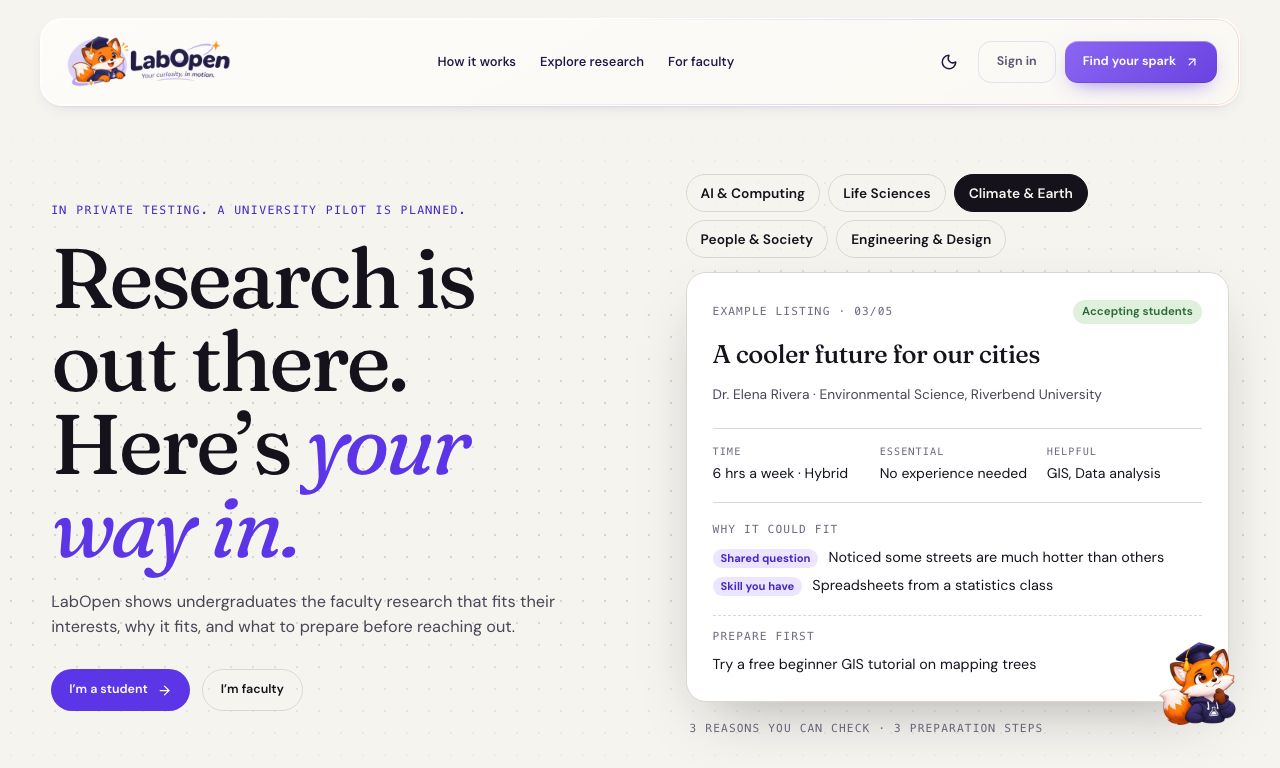 LabOpen
Your curiosity, in motion.
How it works
Explore research
For faculty
Sign in
Find your spark
IN PRIVATE TESTING. A UNIVERSITY PILOT IS PLANNED.
Research is
out there.
Here’s your
way in.
LabOpen shows undergraduates the faculty research that fits their
interests, why it fits, and what to prepare before reaching out.
I’m a student
I’m faculty
AI & Computing
Life Sciences
Climate & Earth
People & Society
Engineering & Design
EXAMPLE LISTING · 03/05
Accepting students
A cooler future for our cities
Dr. Elena Rivera · Environmental Science, Riverbend University
TIME
6 hrs a week · Hybrid
ESSENTIAL
No experience needed
HELPFUL
GIS, Data analysis
WHY IT COULD FIT
Shared question Noticed some streets are much hotter than others
Skill you have Spreadsheets from a statistics class
PREPARE FIRST
Try a free beginner GIS tutorial on mapping trees
3 REASONS YOU CAN CHECK · 3 PREPARATION STEPS